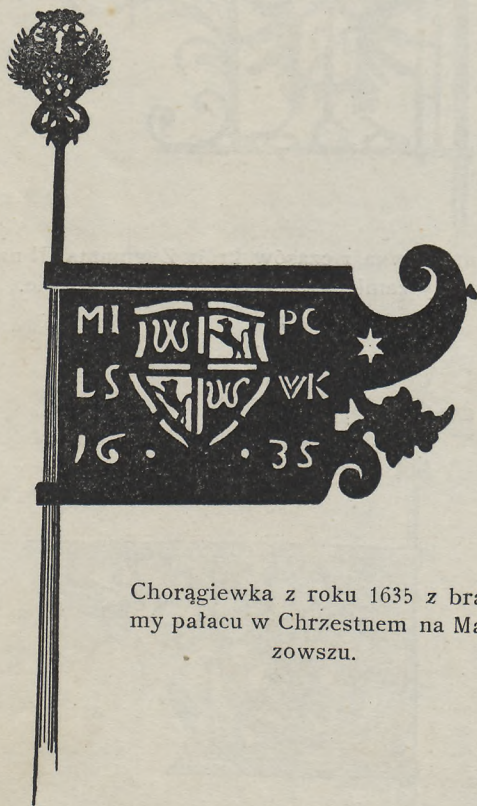 MI PC
LS WK
16 · · 35
W
W
Chorągiewka z roku 1635 z bra
my pałacu w Chrzestnem na Ma
zowszu.